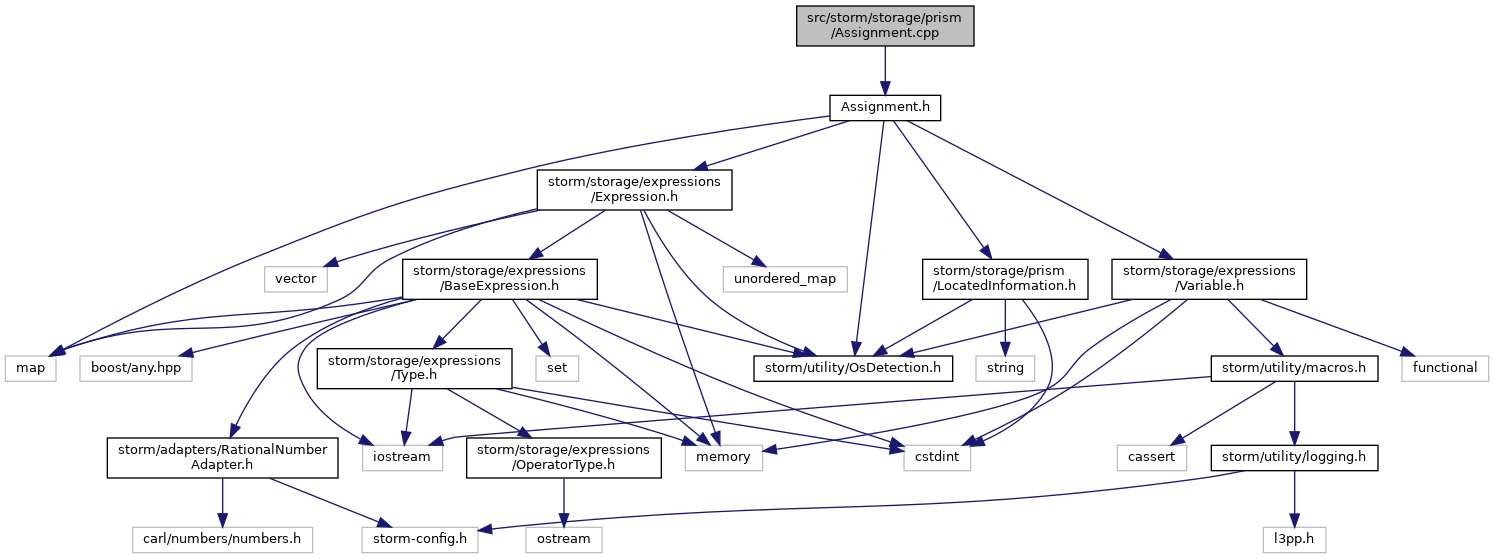 src/storm/storage/prism
/Assignment.cpp
Assignment.h
storm/storage/expressions
/Expression.h
vector
storm/storage/expressions
/BaseExpression.h
unordered_map
storm/storage/prism
/LocatedInformation.h
storm/storage/expressions
/Variable.h
map
boost/any.hpp
storm/storage/expressions
/Type.h
set
storm/utility/OsDetection.h
string
storm/utility/macros.h
functional
storm/adapters/RationalNumber
Adapter.h
iostream
storm/storage/expressions
/OperatorType.h
memory
cstdint
cassert
storm/utility/logging.h
carl/numbers/numbers.h
storm-config.h
ostream
l3pp.h